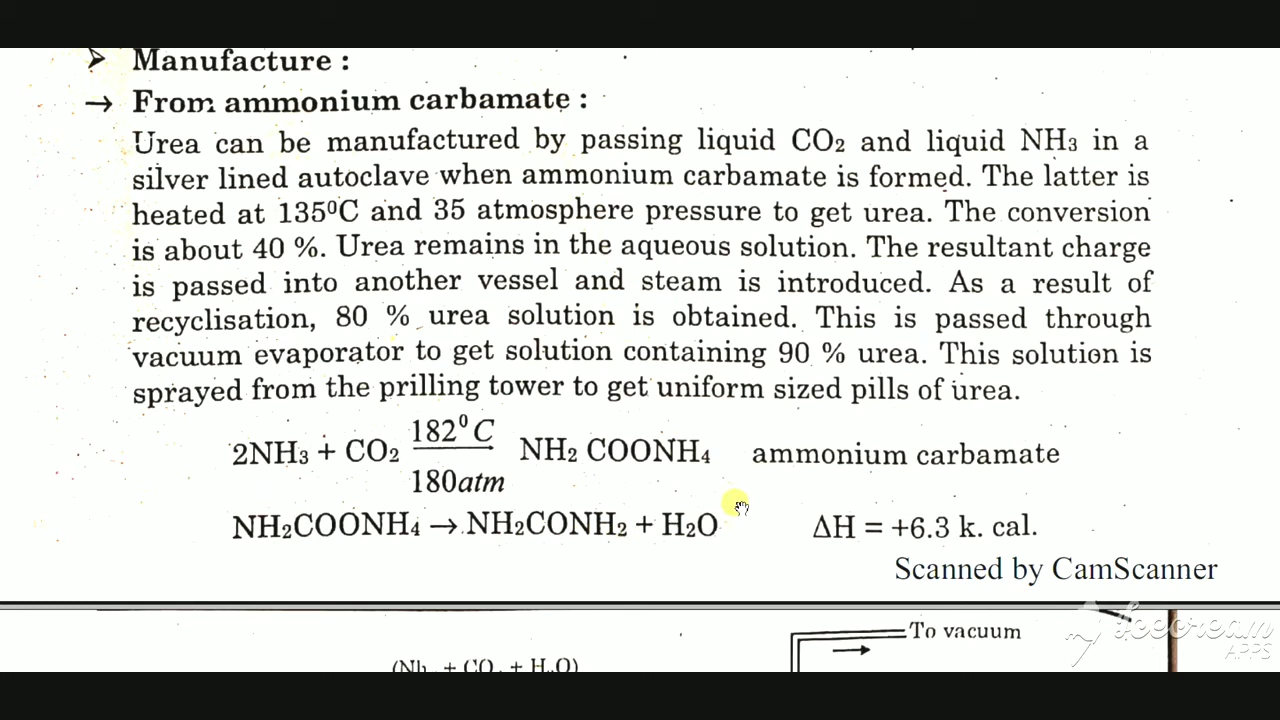 ➢ Manufacture :
→ From ammonium carbamate :
Urea can be manufactured by passing liquid CO₂ and liquid NH₃ in a
silver lined autoclave when ammonium carbamate is formed. The latter is
heated at 135⁰C and 35 atmosphere pressure to get urea. The conversion
is about 40 %. Urea remains in the aqueous solution. The resultant charge
is passed into another vessel and steam is introduced. As a result of
recyclisation, 80 % urea solution is obtained. This is passed through
vacuum evaporator to get solution containing 90 % urea. This solution is
sprayed from the prilling tower to get uniform sized pills of urea.
182⁰ C
2NH₃ + CO₂ NH₂ COONH₄ ammonium carbamate
180atm
NH₂COONH₄ → NH₂CONH₂ + H₂O ΔH = +6.3 k. cal.
Scanned by CamScanner
To vacuum
Icecream
APPS